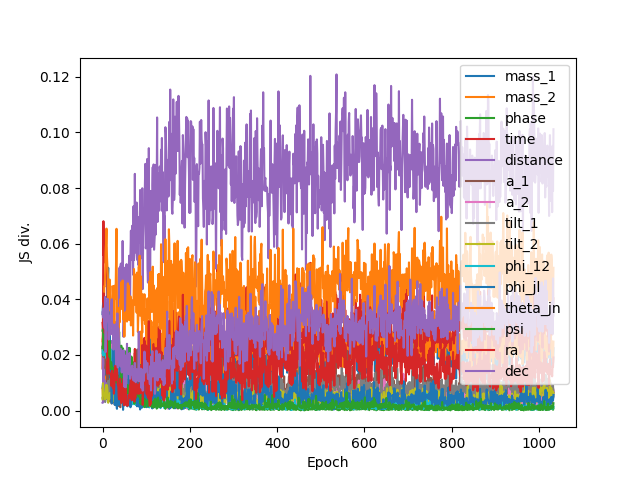 0.12
0.10
0.08
0.06
0.04
0.02
0.00
JS div.
0
200
400
600
800
1000
Epoch
mass_1
mass_2
phase
time
distance
a_1
a_2
tilt_1
tilt_2
phi_12
phi_jl
theta_jn
psi
ra
dec